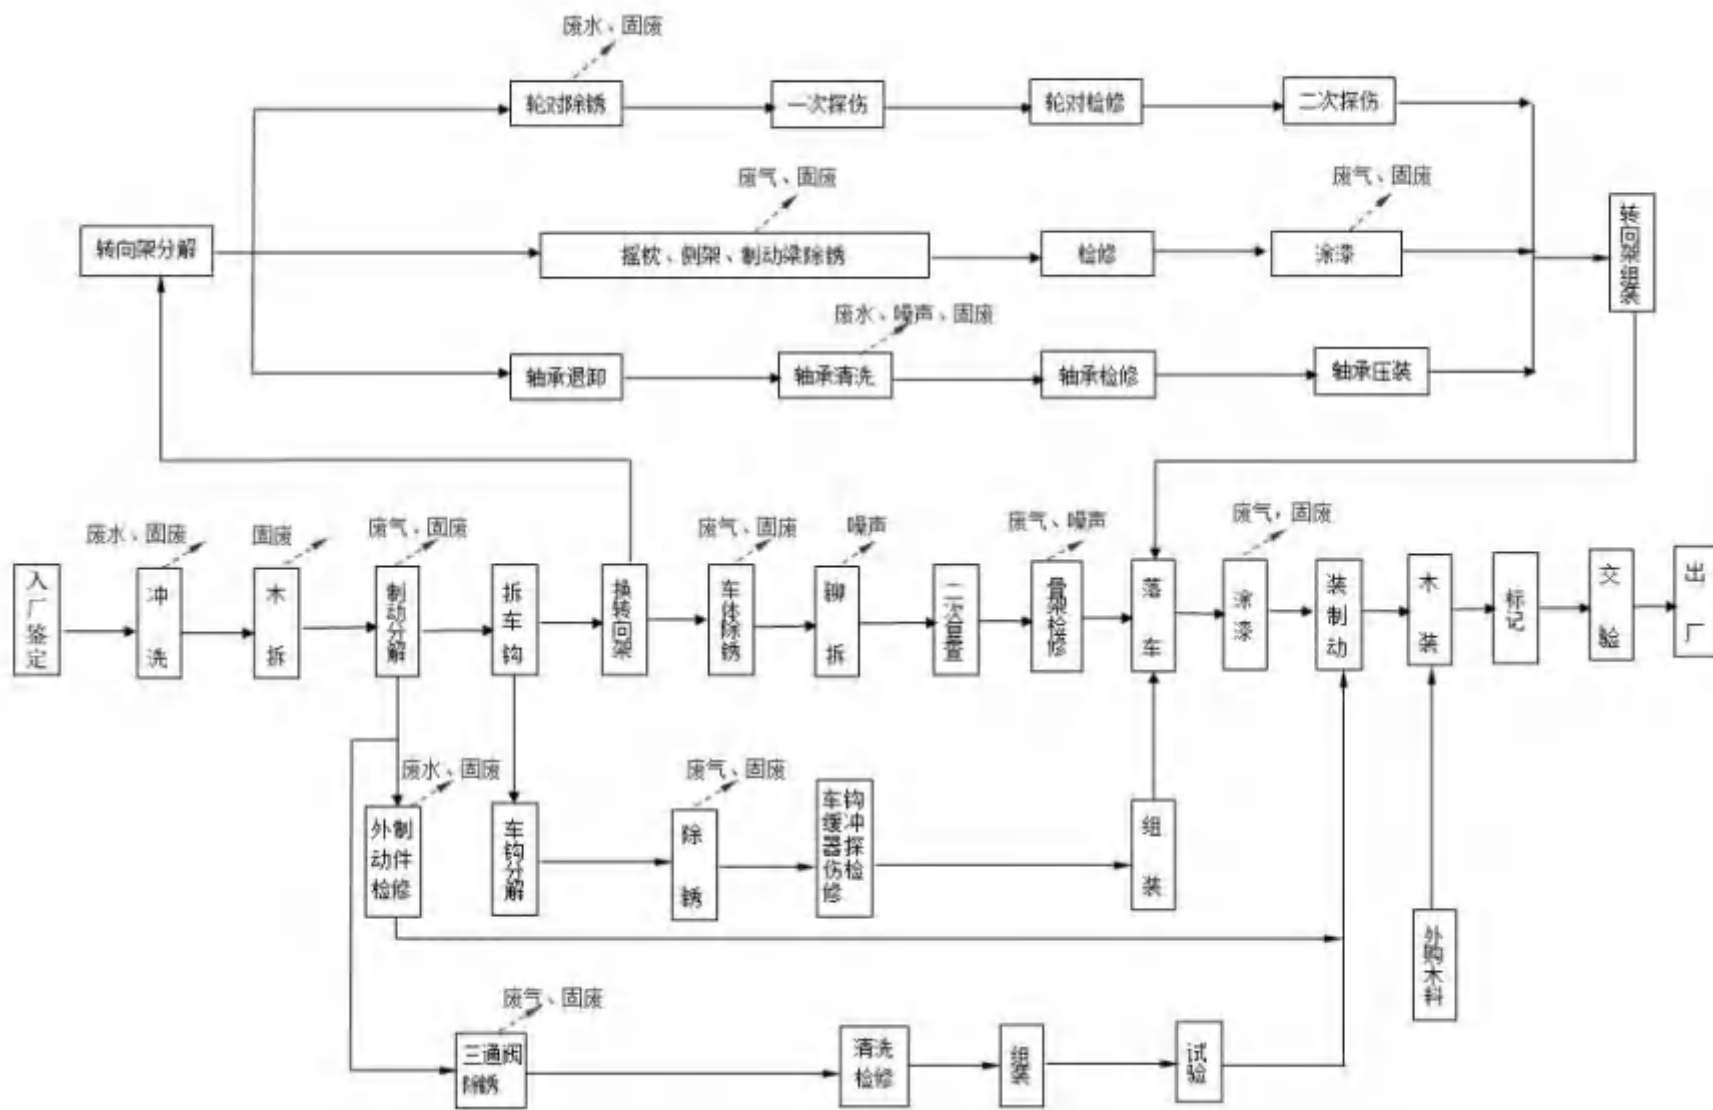 废水、固废
轮对除锈
一次探伤
轮对检修
二次探伤
废气、固废
废气、固废
转向架分解
摇枕、侧架、制动梁除锈
检修
涂漆
转向架组装
废水、噪声、固废
轴承退卸
轴承清洗
轴承检修
轴承压装
废水、固废
固废
废气、固废
废气、固废
噪声
废气、噪声
废气，固废
入厂鉴定
冲洗
木拆
制动分解
拆车钩
换转向架
车体除锈
铆拆
二次鉴查
骨架检修
落车
涂漆
装制动
木装
标记
交验
出厂
废水、固废
废气、固废
外制
动件
检修
车钩分解
除锈
车钩
缓冲
器探
伤检
修
组装
外购木料
废气、固废
三通阀
除锈
清洗
检修
组装
试验